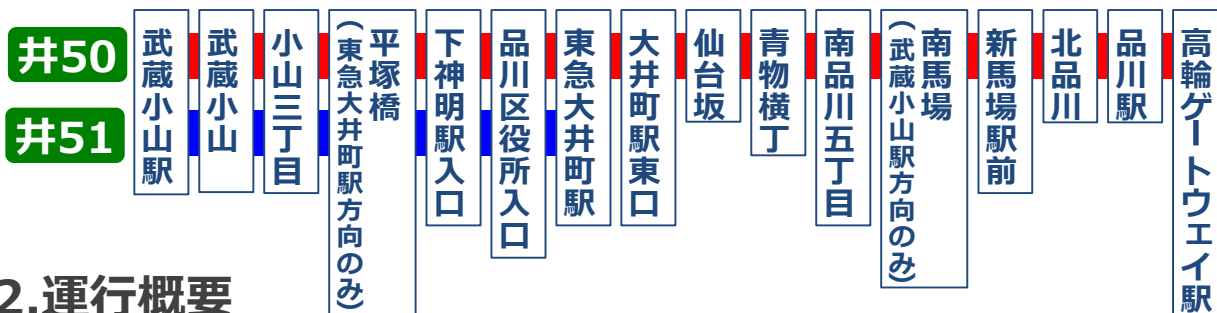 井50
井51
武蔵小山駅
武蔵小山
小山三丁目
平塚橋
(東急大井町駅方向のみ)
下神明駅入口
品川区役所入口
東急大井町駅
大井町駅東口
仙台坂
青物横丁
南品川五丁目
南馬場
(武蔵小山駅方向のみ)
新馬場駅前
北品川
品川駅
高輪ゲートウェイ駅
2.運行概要